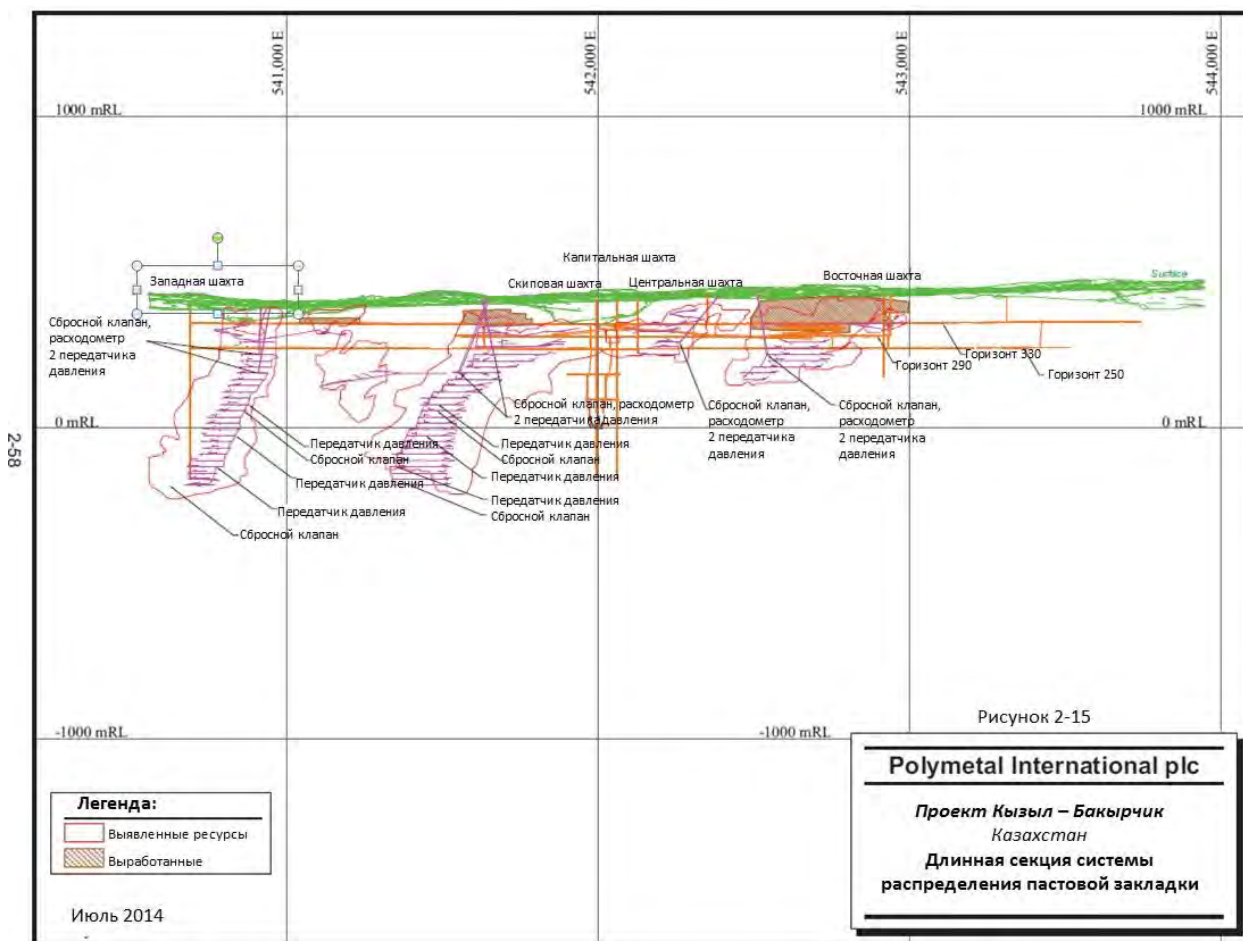 541,000 E
542,000 E
543,000 E
544,000 E
1000 mRL
1000 mRL
Капитальная шахта
Западная шахта
Скиповая шахта
Центральная шахта
Восточная шахта
Surface
Сбросной клапан,
расходометр
2 передатчика
давления
Горизонт 330
Горизонт 290
Горизонт 250
Сбросной клапан, расходометр
2 передатчика давления
Сбросной клапан,
расходометр
2 передатчика
давления
Сбросной клапан,
расходометр
2 передатчика
давления
0 mRL
0 mRL
Передатчик давления
Сбросной клапан
Передатчик давления
Передатчик давления
Сбросной клапан
Передатчик давления
Сбросной клапан
Передатчик давления
Передатчик давления
Сбросной клапан
2-58
-1000 mRL
-1000 mRL
Рисунок 2-15
Polymetal International plc
Проект Кызыл – Бакырчик
Казахстан
Длинная секция системы
распределения пастовой закладки
Легенда:
Выявленные ресурсы
Выработанные
Июль 2014